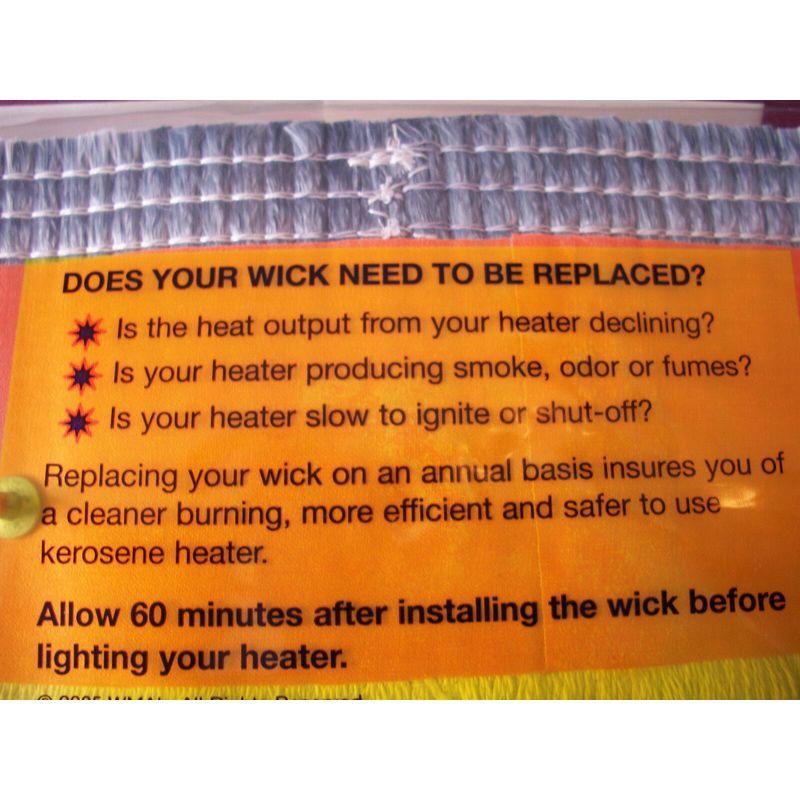 DOES YOUR WICK NEED TO BE REPLACED?
Is the heat output from your heater declining?
Is your heater producing smoke, odor or fumes?
Is your heater slow to ignite or shut-off?
Replacing your wick on an annual basis insures you of
a cleaner burning, more efficient and safer to use
kerosene heater.
Allow 60 minutes after installing the wick before
lighting your heater.
All Rights Reserved